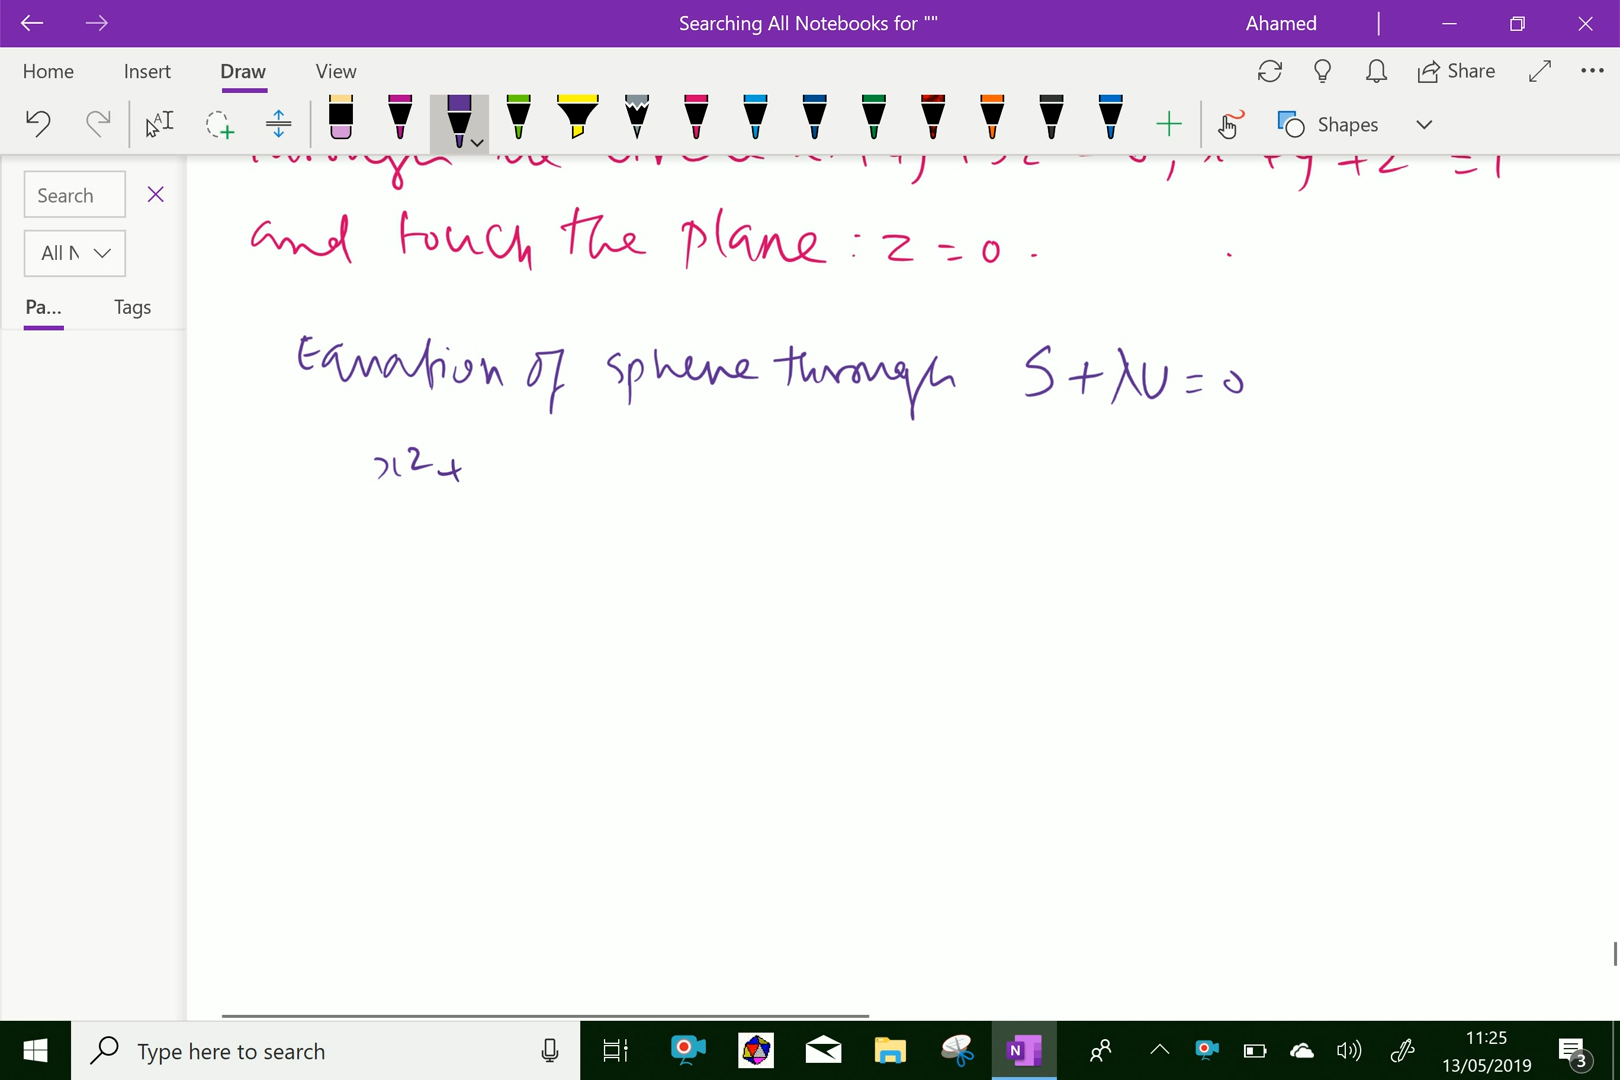 Searching All Notebooks for "" Ahamed
Home Insert Draw View Share
Shapes
Search
All N
Pa... Tags
and touch the plane : z = 0 .
Equation of sphere through S + λU = 0
x² +
Type here to search
N
11:25
13/05/2019
3